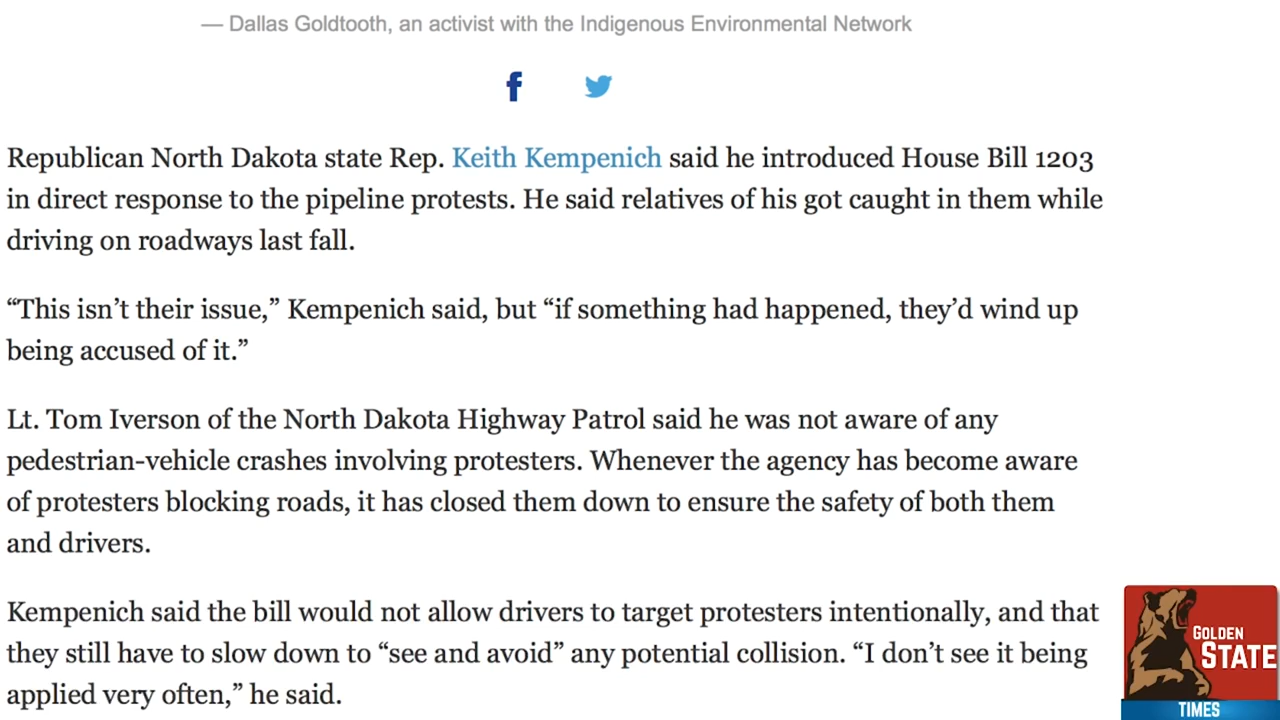 — Dallas Goldtooth, an activist with the Indigenous Environmental Network
Republican North Dakota state Rep. Keith Kempenich said he introduced House Bill 1203
in direct response to the pipeline protests. He said relatives of his got caught in them while
driving on roadways last fall.
“This isn’t their issue,” Kempenich said, but “if something had happened, they’d wind up
being accused of it.”
Lt. Tom Iverson of the North Dakota Highway Patrol said he was not aware of any
pedestrian-vehicle crashes involving protesters. Whenever the agency has become aware
of protesters blocking roads, it has closed them down to ensure the safety of both them
and drivers.
Kempenich said the bill would not allow drivers to target protesters intentionally, and that
they still have to slow down to “see and avoid” any potential collision. “I don’t see it being
applied very often,” he said.
GOLDEN
STATE
TIMES